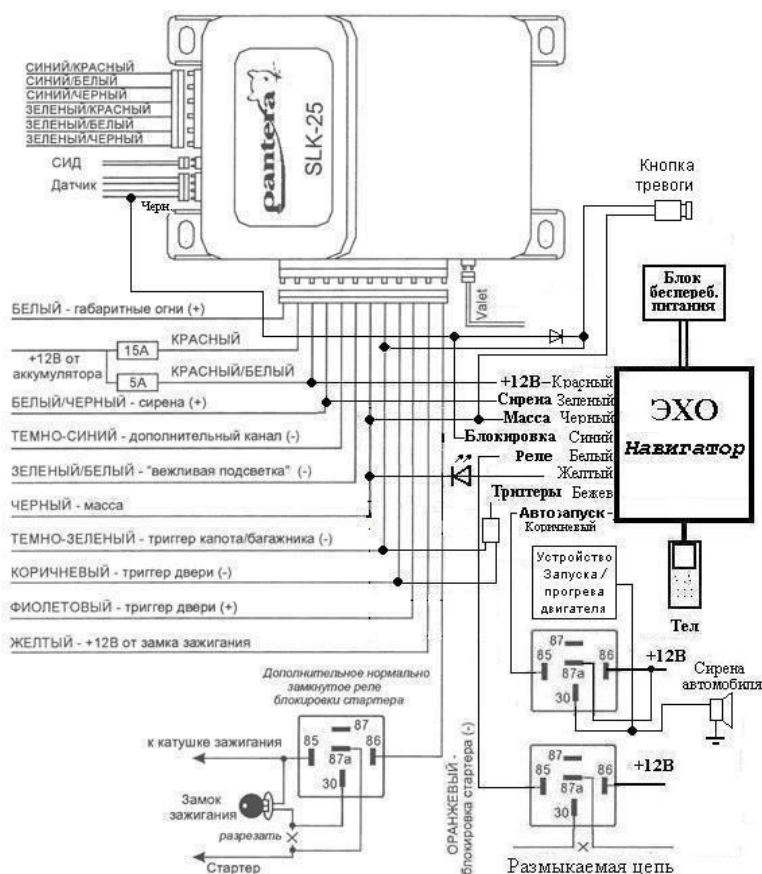 СИНИЙ/КРАСНЫЙ
СИНИЙ/БЕЛЫЙ
СИНИЙ/ЧЕРНЫЙ
ЗЕЛЕНЫЙ/КРАСНЫЙ
ЗЕЛЕНЫЙ/БЕЛЫЙ
ЗЕЛЕНЫЙ/ЧЕРНЫЙ
СИД
Датчик
Черн.
pantera
SLK-25
Кнопка
тревоги
Valet
Блок
беспереб.
питания
БЕЛЫЙ - габаритные огни (+)
КРАСНЫЙ
15А
+12В от
аккумулятора
КРАСНЫЙ/БЕЛЫЙ
5А
БЕЛЫЙ/ЧЕРНЫЙ - сирена (+)
ТЕМНО-СИНИЙ - дополнительный канал (-)
ЗЕЛЕНЫЙ/БЕЛЫЙ - "вежливая подсветка" (-)
ЧЕРНЫЙ - масса
ТЕМНО-ЗЕЛЕНЫЙ - триггер капота/багажника (-)
КОРИЧНЕВЫЙ - триггер двери (-)
ФИОЛЕТОВЫЙ - триггер двери (+)
ЖЕЛТЫЙ - +12В от замка зажигания
+12В Красный
Сирена Зеленый
Масса Черный
Блокировка Синий
Реле Белый
Желтый
Триггеры Бежев
Автозапуск
Коричневый
ЭХО
Навигатор
Тел
Устройство
Запуска /
прогрева
двигателя
87
85
86
87а
30
+12В
Сирена
автомобиля
Дополнительное нормально
замкнутое реле
блокировки стартера
87
85
86
87а
30
к катушке зажигания
Замок
зажигания
разрезать
Стартер
ОРАНЖЕВЫЙ -
блокировка стартера (-)
87
85
86
87а
30
+12В
Размыкаемая цепь